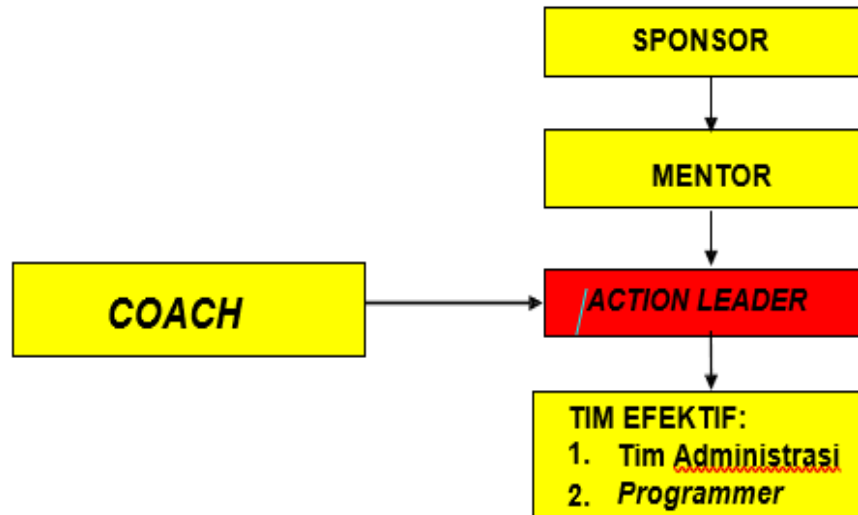 SPONSOR
MENTOR
COACH
ACTION LEADER
TIM EFEKTIF:
1. Tim Administrasi
2. Programmer